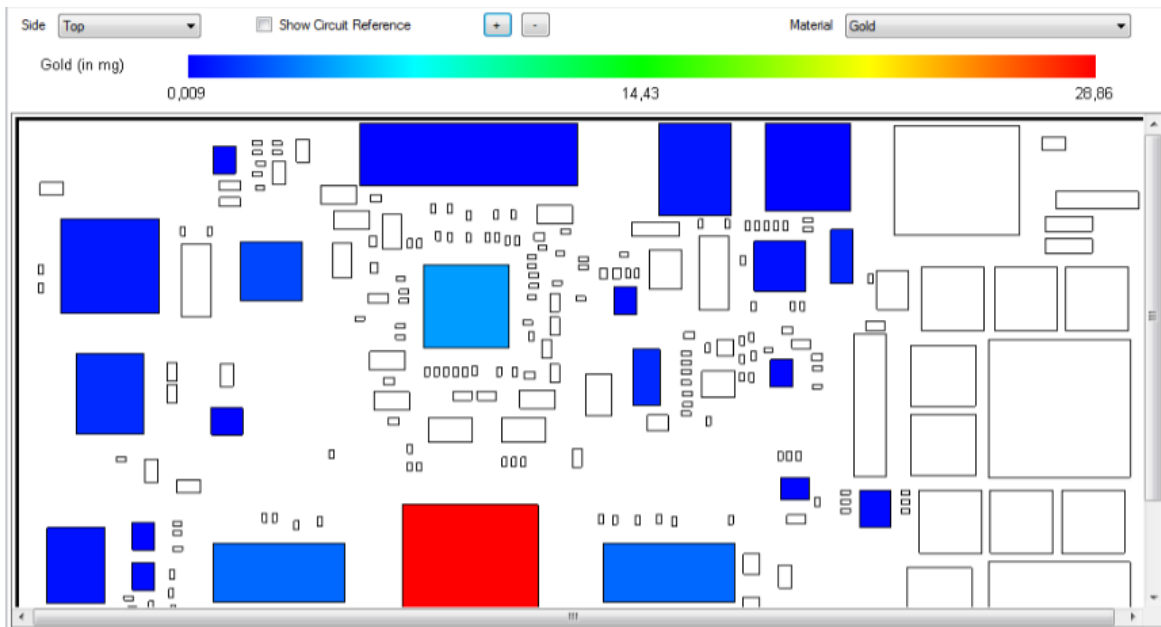 Side Top Show Circuit Reference + - Material Gold
Gold (in mg)
0,009 14,43 28,86